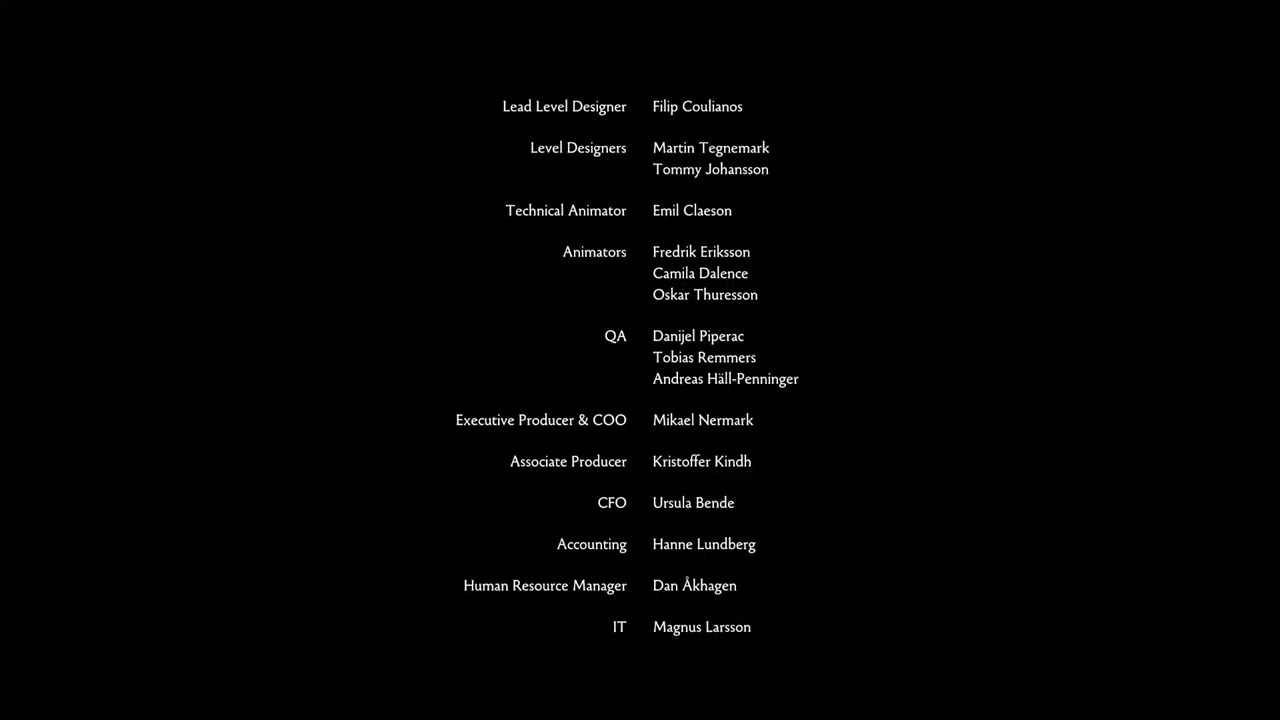 Lead Level Designer Filip Coulianos
Level Designers Martin Tegnemark
Tommy Johansson
Technical Animator Emil Claeson
Animators Fredrik Eriksson
Camila Dalence
Oskar Thuresson
QA Danijel Piperac
Tobias Remmers
Andreas Häll-Penninger
Executive Producer & COO Mikael Nermark
Associate Producer Kristoffer Kindh
CFO Ursula Bende
Accounting Hanne Lundberg
Human Resource Manager Dan Åkhagen
IT Magnus Larsson